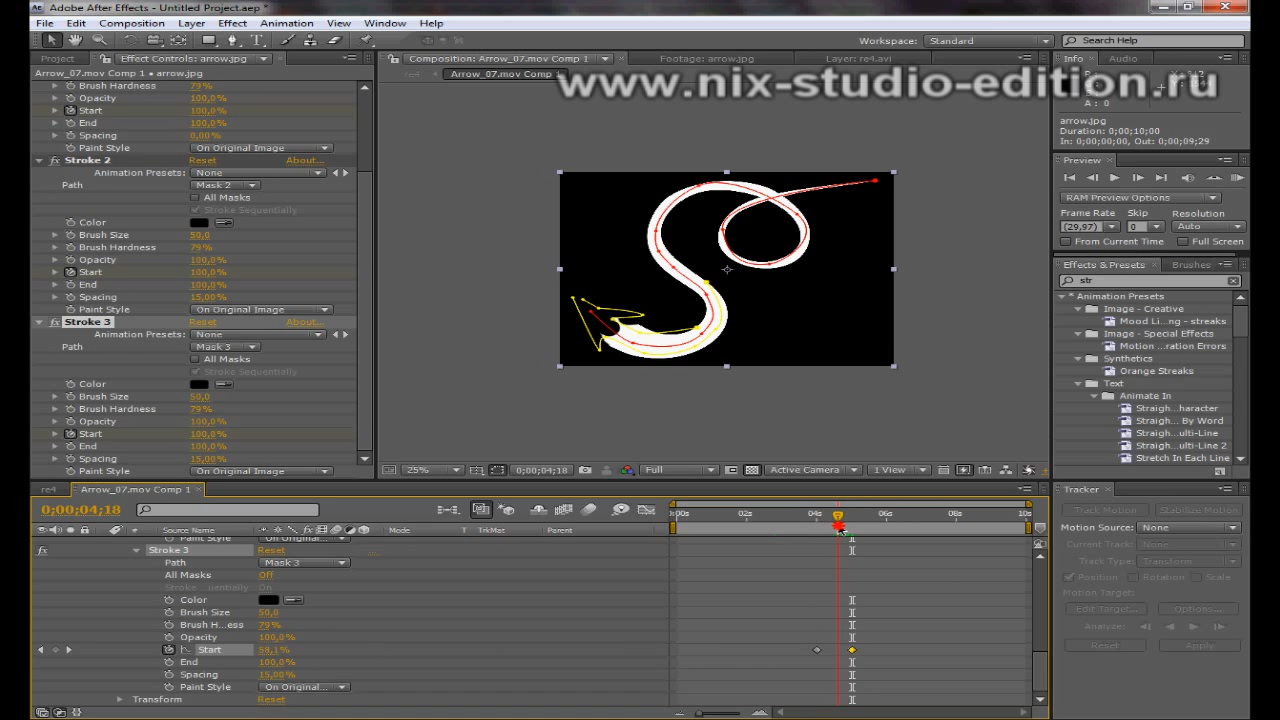 Adobe After Effects - Untitled Project.aep *
File Edit Composition Layer Effect Animation View Window Help
Workspace: Standard Search Help
Project Effect Controls: arrow.jpg
Composition: Arrow_07.mov Comp 1 Footage: arrow.jpg Layer: re4.avi
Info Audio
Arrow_07.mov Comp 1 • arrow.jpg
re4 Arrow_07.mov Comp 1
www.nix-studio-edition.ru
A: 0
arrow.jpg
Duration: 0;00;10;00
In: 0;00;00;00, Out: 0;00;09;29
Brush Hardness 79%
Opacity 100,0%
Start 100,0%
End 100,0%
Spacing 0,00%
Paint Style On Original Image
Stroke 2 Reset About...
Animation Presets: None
Path Mask 2
All Masks
Stroke Sequentially
Color
Brush Size 50,0
Brush Hardness 79%
Opacity 100,0%
Start 100,0%
End 100,0%
Spacing 15,00%
Paint Style On Original Image
Stroke 3 Reset About...
Animation Presets: None
Path Mask 3
All Masks
Stroke Sequentially
Color
Brush Size 50,0
Brush Hardness 79%
Opacity 100,0%
Start 100,0%
End 100,0%
Spacing 15,00%
Paint Style On Original Image
Preview
RAM Preview Options
Frame Rate Skip Resolution
(29,97) 0 Auto
From Current Time Full Screen
Effects & Presets Brushes
str
* Animation Presets
Image - Creative
Mood Li...ng - streaks
Image - Special Effects
Motion ...ration Errors
Synthetics
Orange Streaks
Text
Animate In
Straigh...haracter
Straigh... By Word
Straigh...ulti-Line
Straigh...ulti-Line 2
Stretch In Each Line
25% 0;00;04;18 Full Active Camera 1 View
re4 Arrow_07.mov Comp 1
0;00;04;18
Source Name Mode TrkMat Parent
:00s 02s 04s 06s 08s 10s
Paint Style On Original...
Stroke 3 Reset ...
Path Mask 3
All Masks Off
Stroke ...uentially On
Color
Brush Size 50,0
Brush H...ess 79%
Opacity 100,0%
Start 58,1%
End 100,0%
Spacing 15,00%
Paint Style On Original...
Transform Reset
Tracker
Track Motion Stabilize Motion
Motion Source: None
Current Track: None
Track Type: Transform
Position Rotation Scale
Motion Target:
Edit Target... Options...
Analyze:
Reset Apply